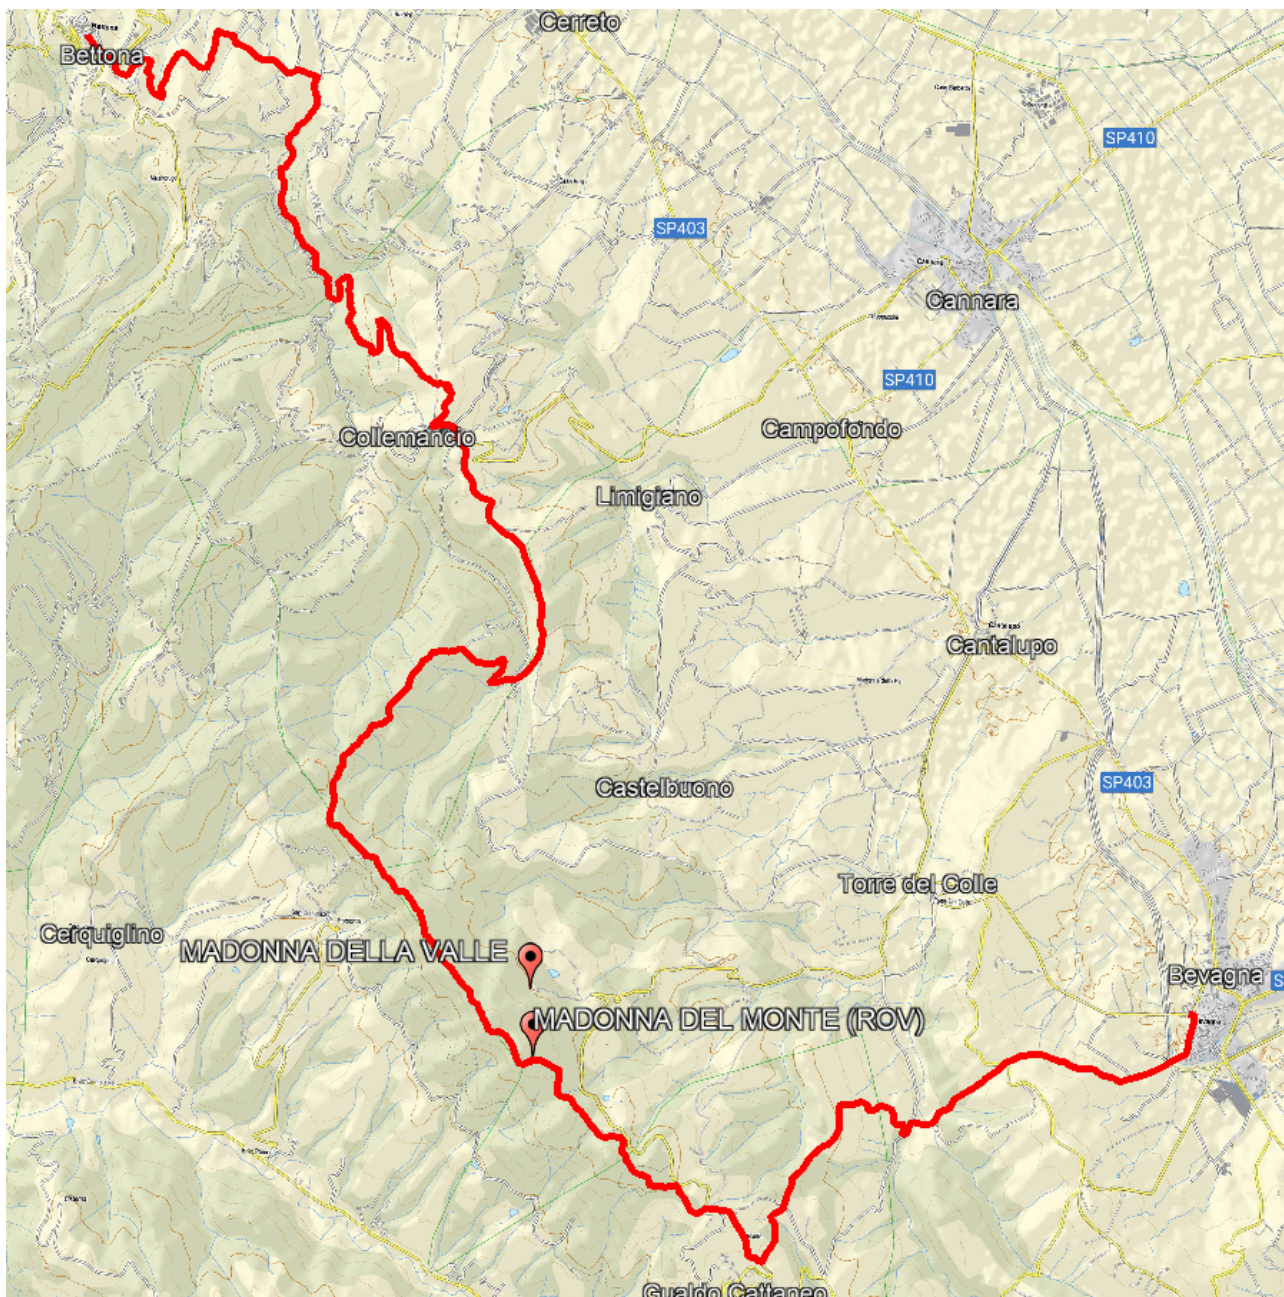 Cerreto
Bettona
SP410
SP403
Cannara
SP410
Campofondo
Collemancio
Limigiano
Cantalupo
SP403
Castelbuono
Torre del Colle
Cerquiglino
MADONNA DELLA VALLE
Bevagna
MADONNA DEL MONTE (ROV)
Gualdo Cattaneo